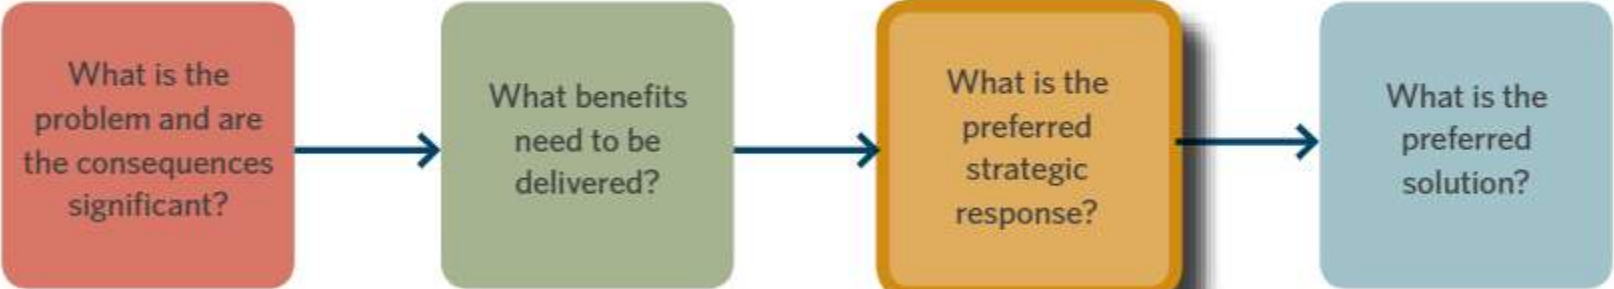 What is the
problem and are
the consequences
significant?
What benefits
need to be
delivered?
What is the
preferred
strategic
response?
What is the
preferred
solution?